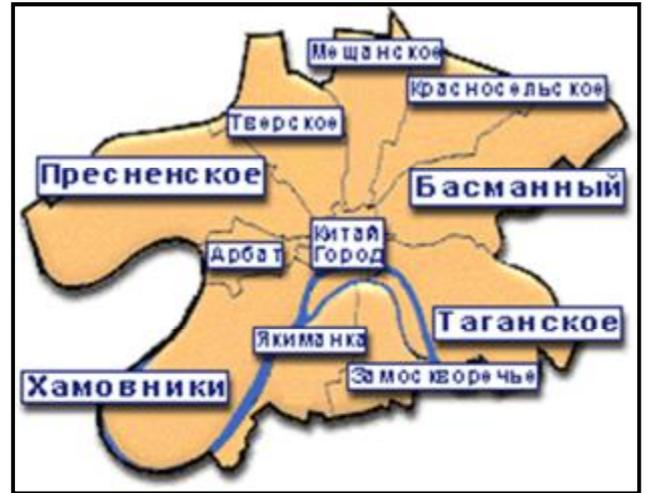 Мещанское
Красносельское
Тверское
Пресненское
Басманный
Китай
Город
Арбат
Таганское
Якиманка
Замоскворечье
Хамовники